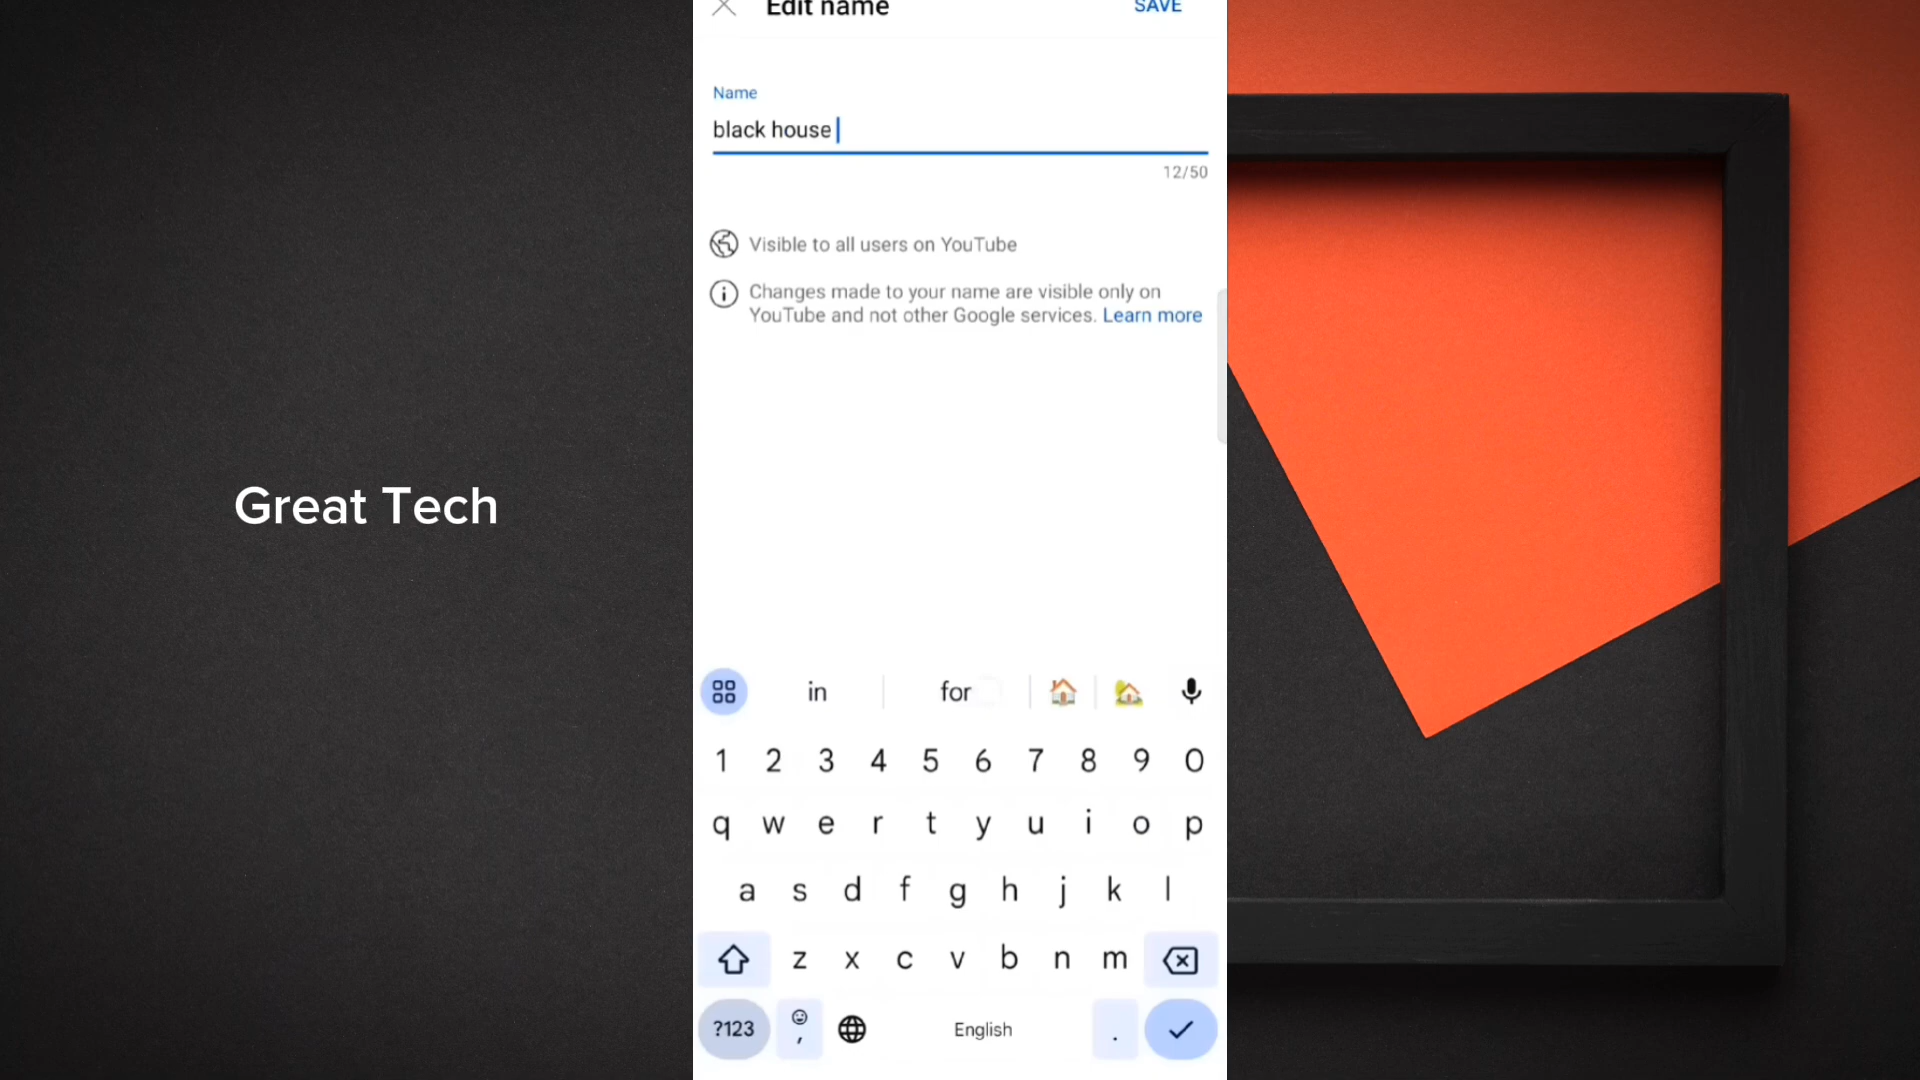 Edit name
SAVE
Name
black house
12/50
Visible to all users on YouTube
Changes made to your name are visible only on
YouTube and not other Google services. Learn more
Great Tech
in for
1 2 3 4 5 6 7 8 9 0
q w e r t y u i o p
a s d f g h j k l
z x c v b n m
?123 , English .